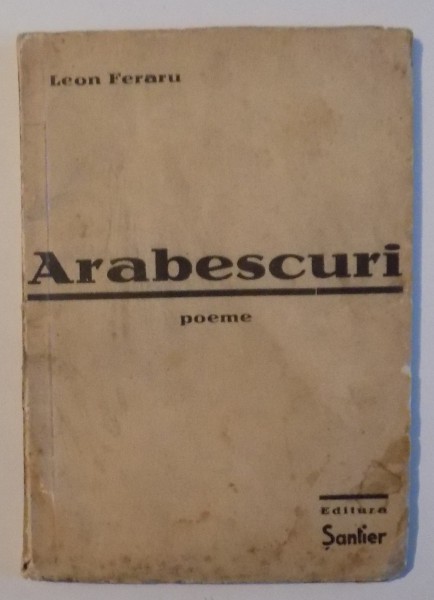 Leon Feraru
Arabescuri
poeme
Editura
Șantier